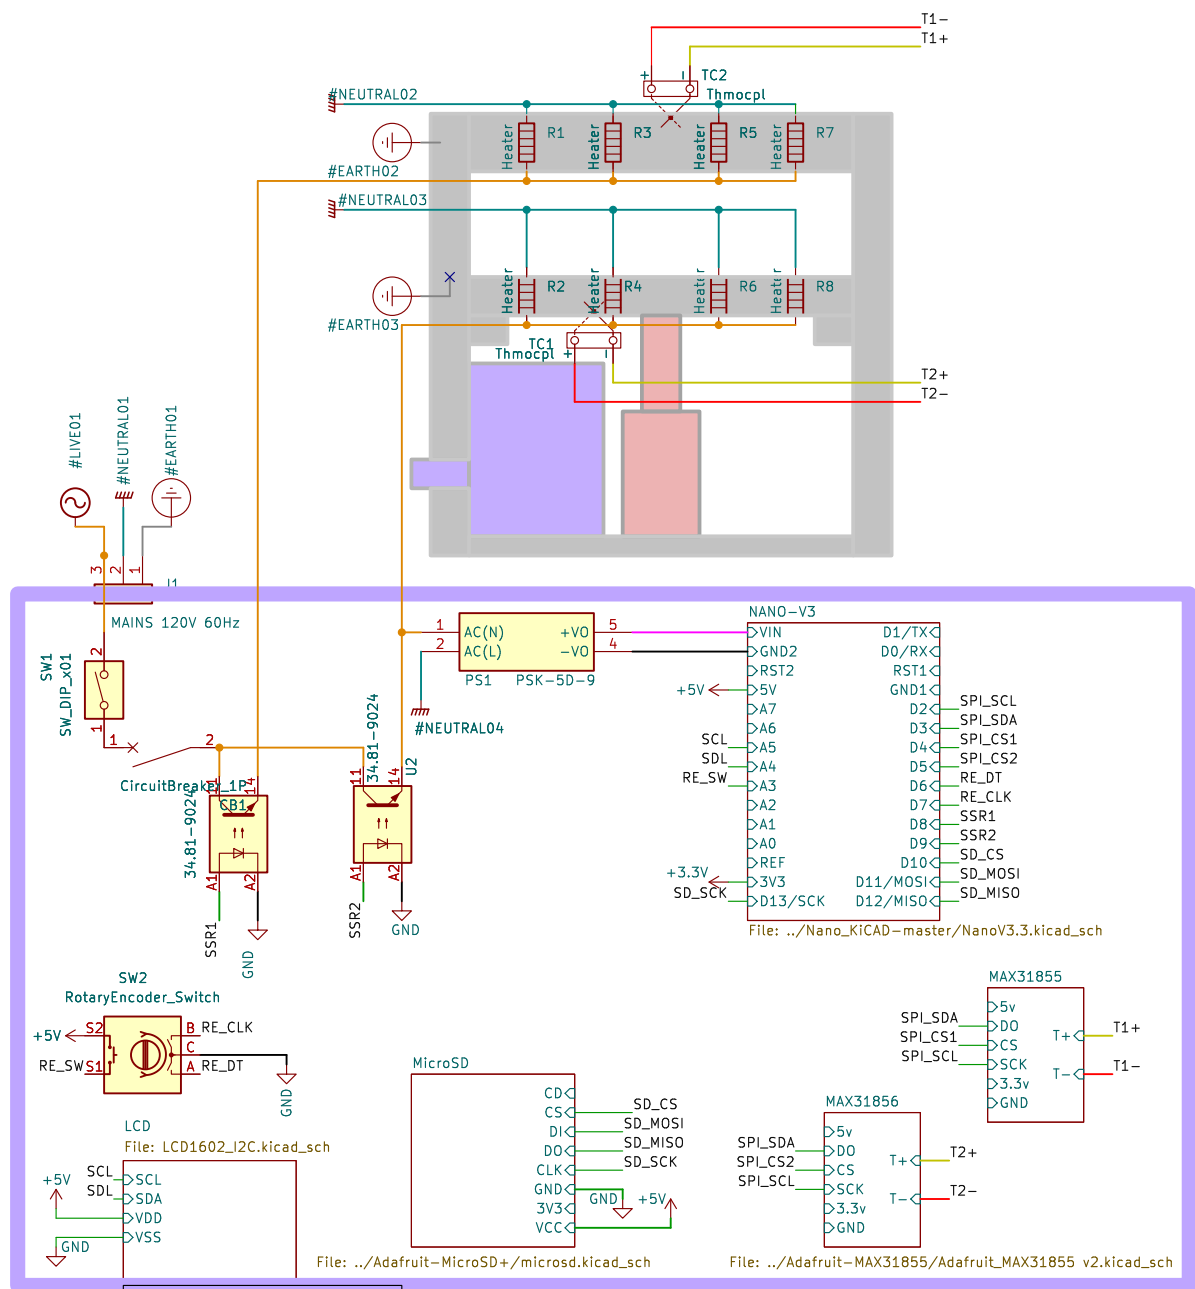 T1-
T1+
+ - TC2
Thmocpl
#NEUTRAL02
Heater R1
Heater R3
Heater R5
Heater R7
#EARTH02
#NEUTRAL03
Heater R2
Heater R4
Heater R6
Heater R8
#EARTH03
TC1
Thmocpl + -
T2+
T2-
#LIVE01
#NEUTRAL01
#EARTH01
3 2 1
J1
MAINS 120V 60Hz
SW1
SW_DIP_x01
2
1
1 2
CircuitBreaker_1P
CB1
11 14
34.81-9024
A1 A2
SSR1
GND
34.81-9024
U2
11 14
A1 A2
SSR2
GND
1 AC(N) +VO 5
2 AC(L) -VO 4
PS1 PSK-5D-9
#NEUTRAL04
NANO-V3
VIN D1/TX
GND2 D0/RX
RST2 RST1
+5V 5V GND1
A7 D2 SPI_SCL
A6 D3 SPI_SDA
SCL A5 D4 SPI_CS1
SDL A4 D5 SPI_CS2
RE_SW A3 D6 RE_DT
A2 D7 RE_CLK
A1 D8 SSR1
A0 D9 SSR2
REF D10 SD_CS
+3.3V 3V3 D11/MOSI SD_MOSI
SD_SCK D13/SCK D12/MISO SD_MISO
File: ../Nano_KiCAD-master/NanoV3.3.kicad_sch
SW2
RotaryEncoder_Switch
+5V S2 B RE_CLK
C
RE_SW S1 A RE_DT
GND
LCD
File: LCD1602_I2C.kicad_sch
SCL SCL
SDL SDA
+5V VDD
GND VSS
MicroSD
CD
CS SD_CS
DI SD_MOSI
DO SD_MISO
CLK SD_SCK
GND GND
3V3 +5V
VCC
File: ../Adafruit-MicroSD+/microsd.kicad_sch
MAX31855
5v
SPI_SDA DO T+ T1+
SPI_CS1 CS
SPI_SCL SCK T- T1-
3.3v
GND
MAX31856
5v
SPI_SDA DO T+ T2+
SPI_CS2 CS
SPI_SCL SCK T- T2-
3.3v
GND
File: ../Adafruit-MAX31855/Adafruit_MAX31855 v2.kicad_sch